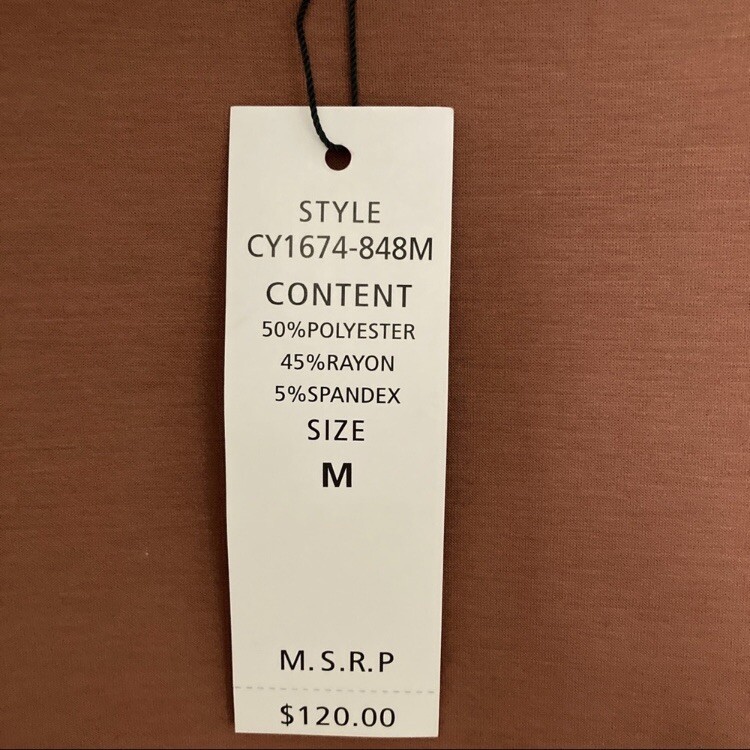 STYLE
CY1674-848M
CONTENT
50%POLYESTER
45%RAYON
5%SPANDEX
SIZE
M
M.S.R.P
$120.00